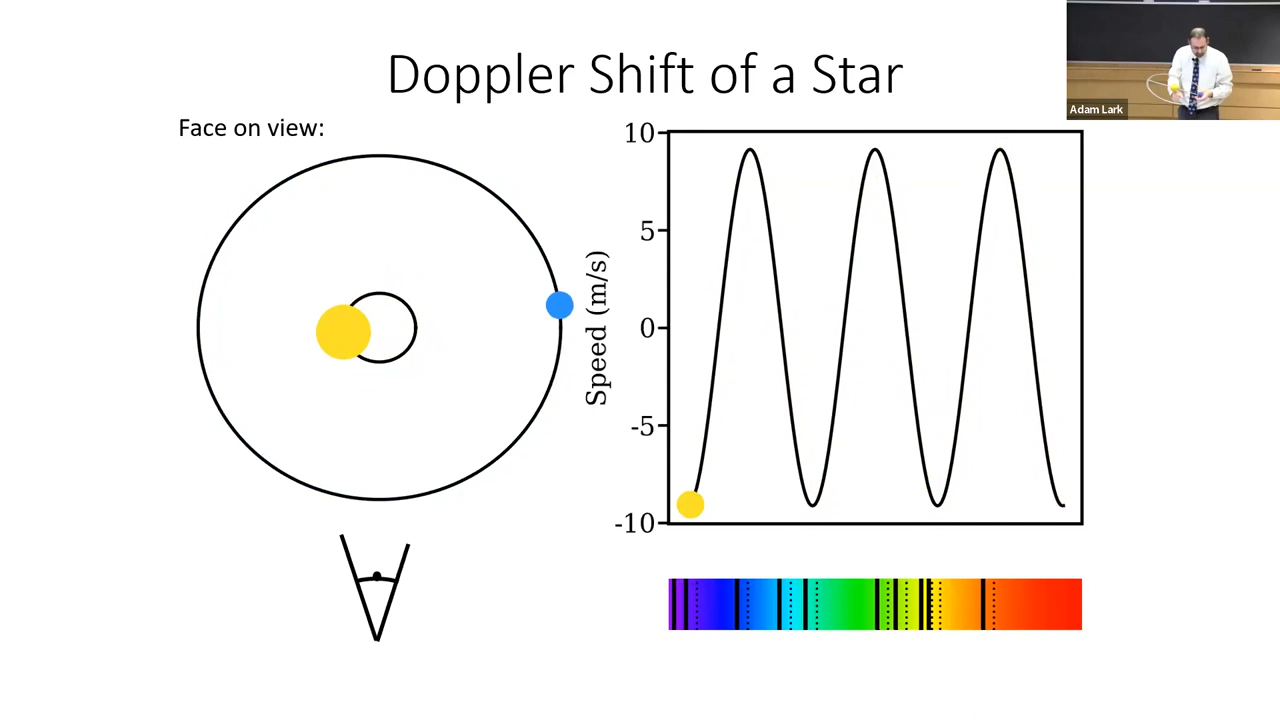 Doppler Shift of a Star
Adam Lark
Face on view:
10
5
0
-5
-10
Speed (m/s)